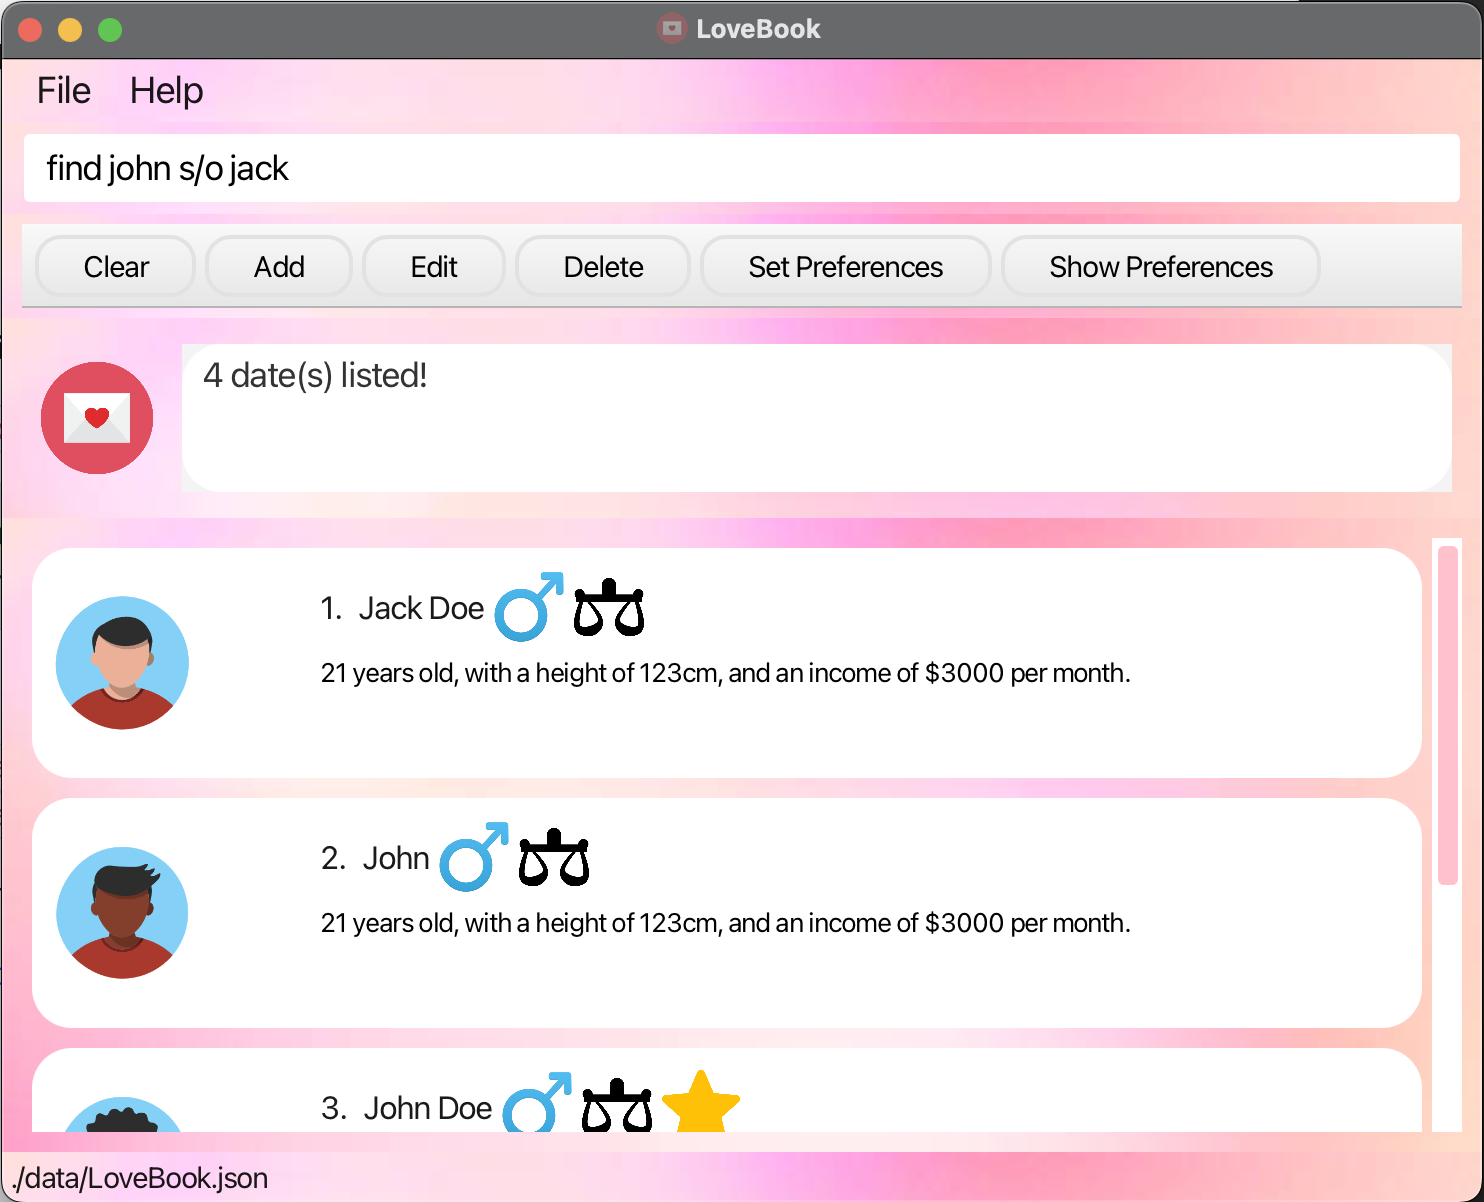 LoveBook
File Help
find john s/o jack
Clear Add Edit Delete Set Preferences Show Preferences
4 date(s) listed!
1. Jack Doe
21 years old, with a height of 123cm, and an income of $3000 per month.
2. John
21 years old, with a height of 123cm, and an income of $3000 per month.
3. John Doe
./data/LoveBook.json